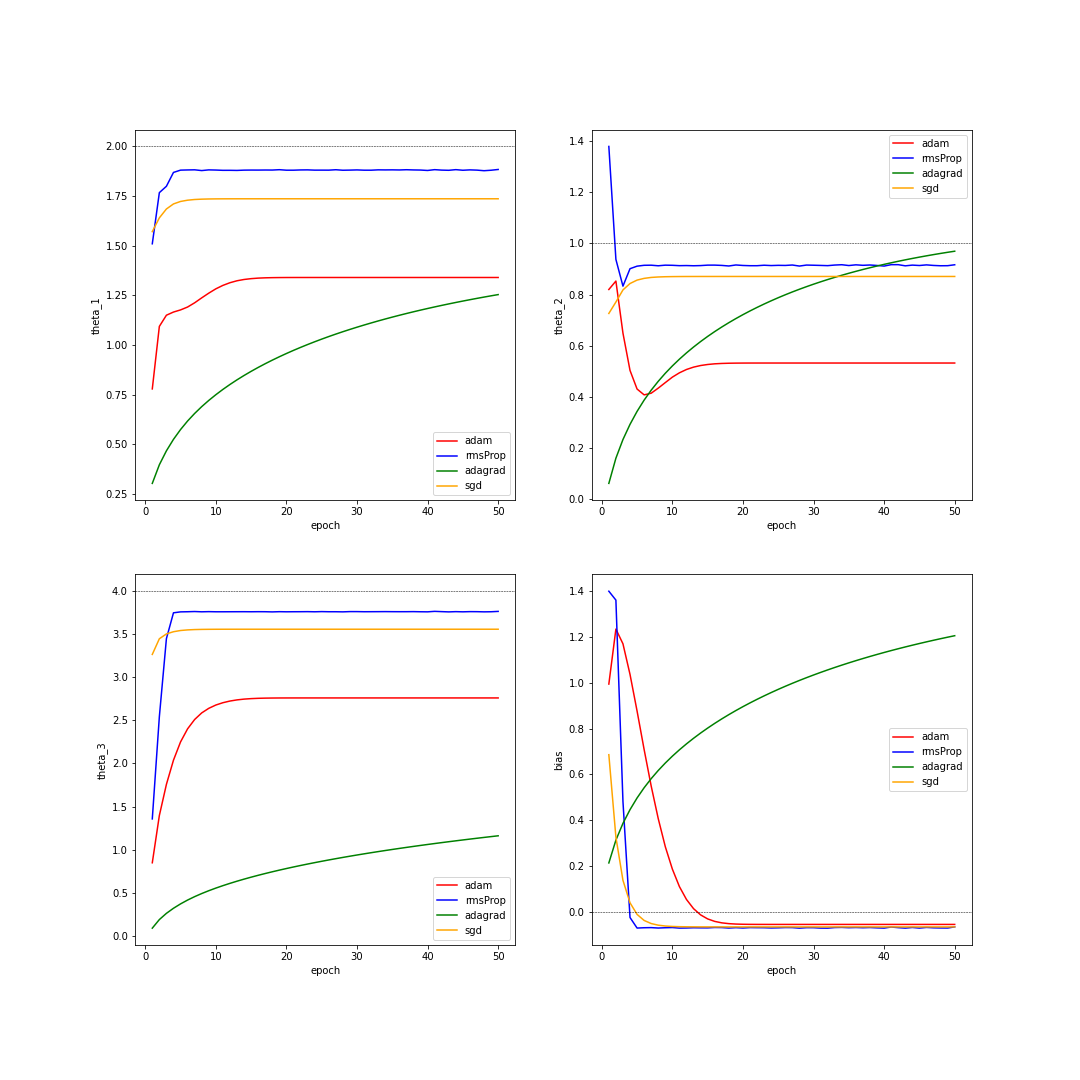 2.00
1.75
1.50
1.25
1.00
0.75
0.50
0.25
theta_1
0
10
20
30
40
50
epoch
adam
rmsProp
adagrad
sgd
1.4
1.2
1.0
0.8
0.6
0.4
0.2
0.0
theta_2
0
10
20
30
40
50
epoch
adam
rmsProp
adagrad
sgd
4.0
3.5
3.0
2.5
2.0
1.5
1.0
0.5
0.0
theta_3
0
10
20
30
40
50
epoch
adam
rmsProp
adagrad
sgd
1.4
1.2
1.0
0.8
0.6
0.4
0.2
0.0
bias
0
10
20
30
40
50
epoch
adam
rmsProp
adagrad
sgd